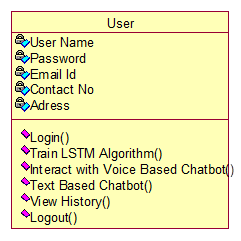 User
User Name
Password
Email Id
Contact No
Adress
Login()
Train LSTM Algorithm()
Interact with Voice Based Chatbot()
Text Based Chatbot()
View History()
Logout()